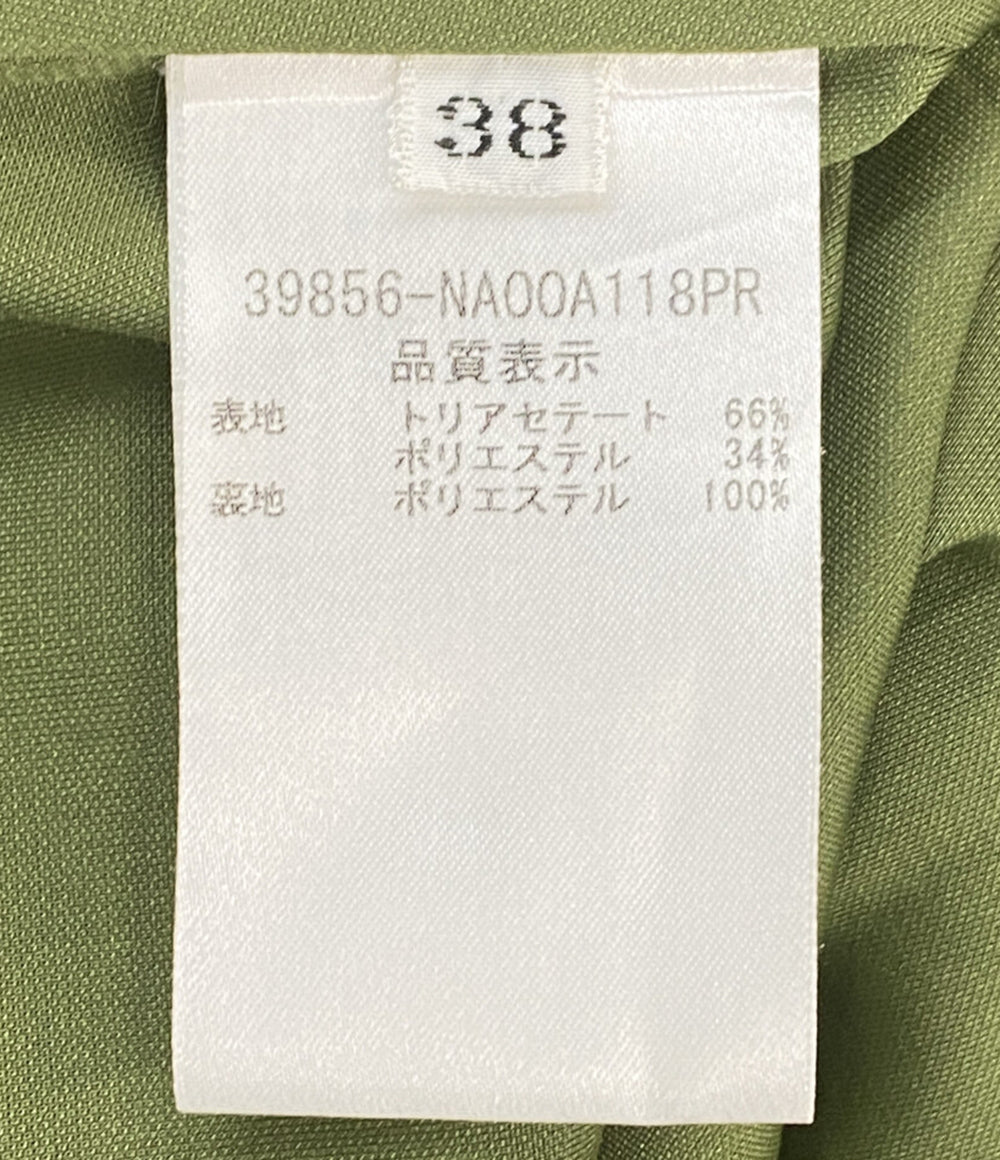 38
39856-NA00A118PR
品質表示
表地 トリアセテート 66%
ポリエステル 34%
裏地 ポリエステル 100%